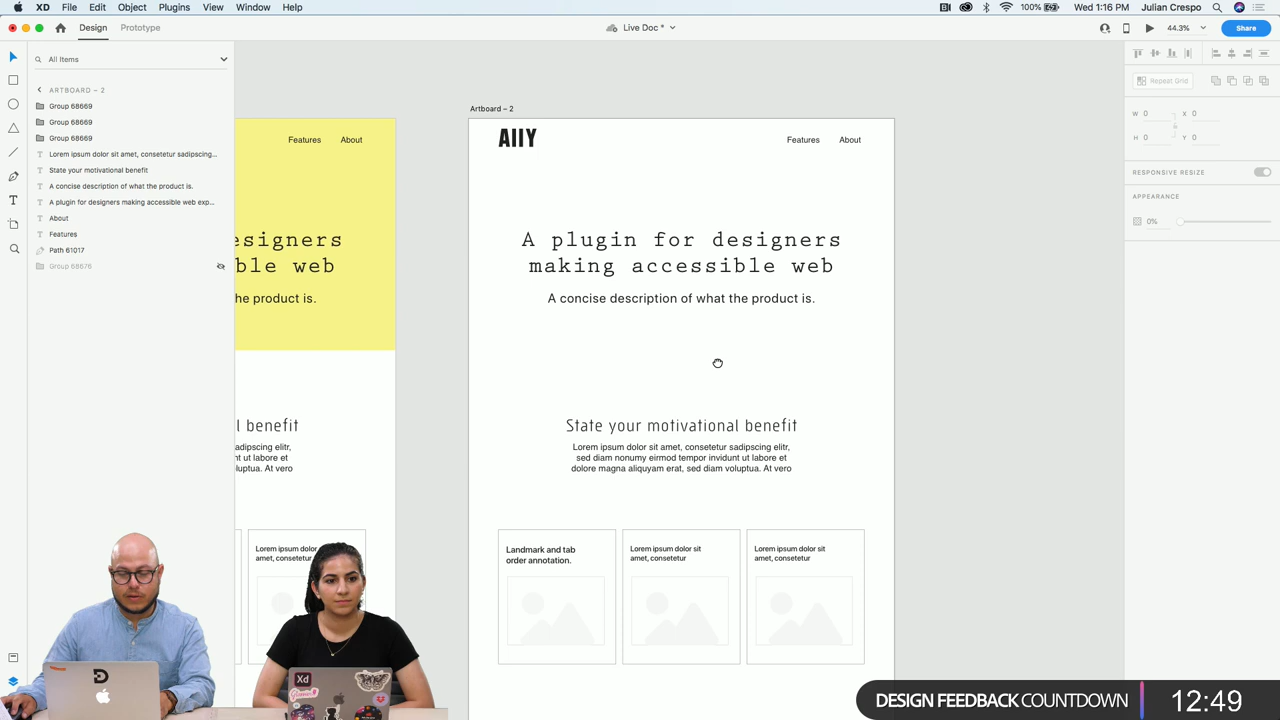 XD File Edit Object Plugins View Window Help
100% Wed 1:16 PM Julian Crespo
Design Prototype
Live Doc *
44.3%
Share
All Items
ARTBOARD – 2
Group 68669
Group 68669
Group 68669
Lorem ipsum dolor sit amet, consetetur sadipscing...
State your motivational benefit
A concise description of what the product is.
A plugin for designers making accessible web exp...
About
Features
Path 61017
Group 68676
Features About
esigners
ble web
he product is.
l benefit
adipscing elitr,
nt ut labore et
luptua. At vero
Lorem ipsum dolor
amet, consetetur
Artboard – 2
A11Y
Features About
A plugin for designers
making accessible web
A concise description of what the product is.
State your motivational benefit
Lorem ipsum dolor sit amet, consetetur sadipscing elitr,
sed diam nonumy eirmod tempor invidunt ut labore et
dolore magna aliquyam erat, sed diam voluptua. At vero
Landmark and tab
order annotation.
Lorem ipsum dolor sit
amet, consetetur
Lorem ipsum dolor sit
amet, consetetur
Repeat Grid
W 0 X 0
H 0 Y 0
RESPONSIVE RESIZE
APPEARANCE
0%
Xd
DESIGN FEEDBACK COUNTDOWN 12:49